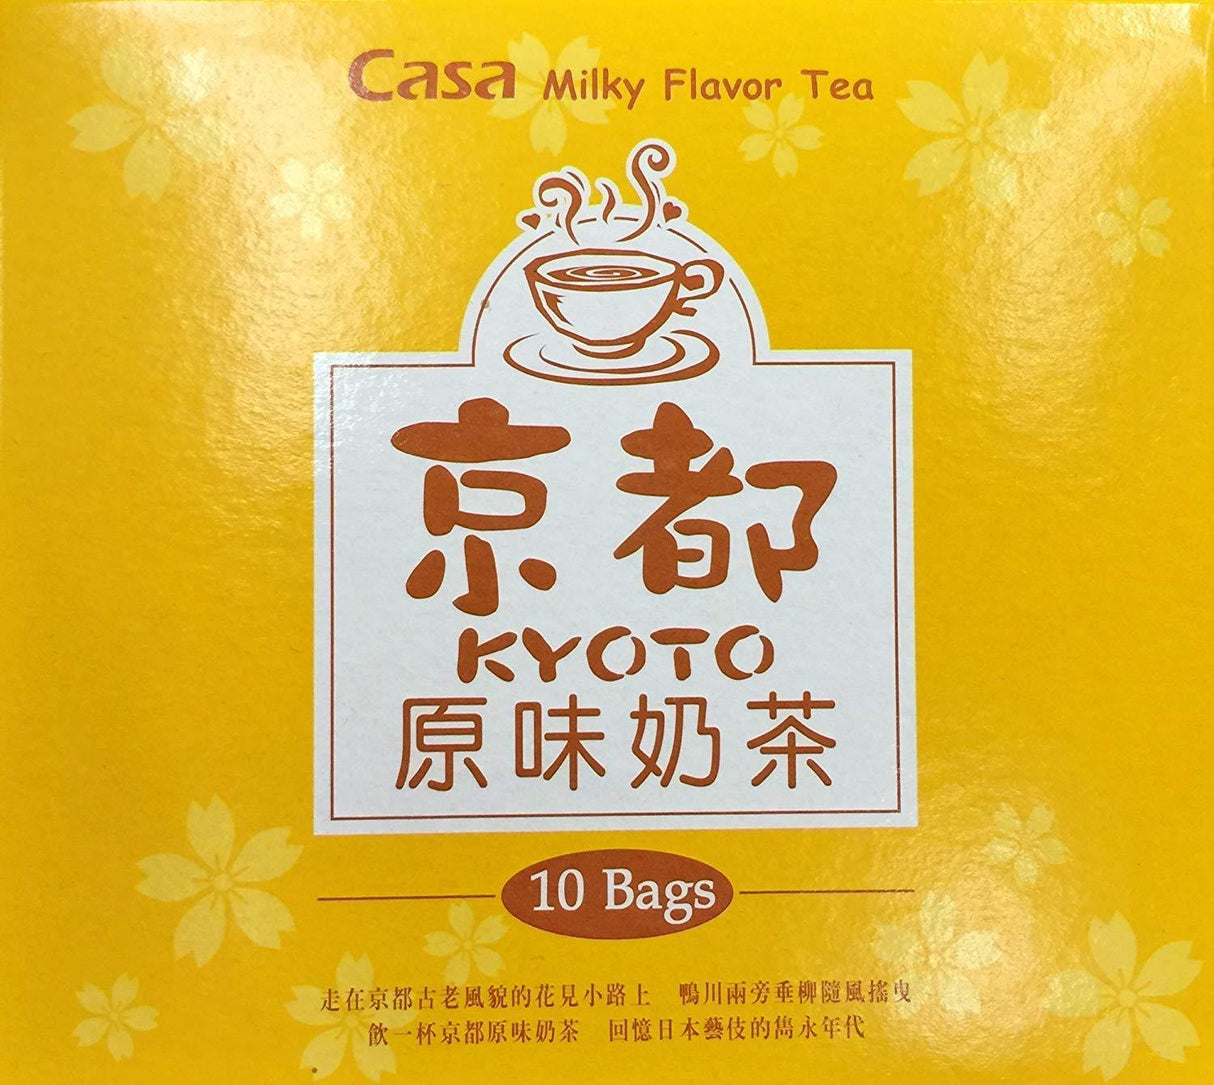 Casa Milky Flavor Tea
京都
KYOTO
原味奶茶
10 Bags
走在京都古老風貌的花見小路上　鴨川兩旁垂柳隨風搖曳
飲一杯京都原味奶茶　回憶日本藝伎的雋永年代